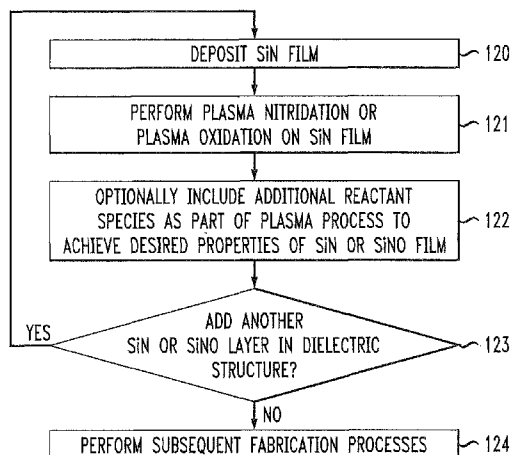 DEPOSIT SiN FILM
120
PERFORM PLASMA NITRIDATION OR
PLASMA OXIDATION ON SiN FILM
121
OPTIONALLY INCLUDE ADDITIONAL REACTANT
SPECIES AS PART OF PLASMA PROCESS TO
ACHIEVE DESIRED PROPERTIES OF SiN OR SiNO FILM
122
YES
ADD ANOTHER
SiN OR SiNO LAYER IN DIELECTRIC
STRUCTURE?
123
NO
PERFORM SUBSEQUENT FABRICATION PROCESSES
124